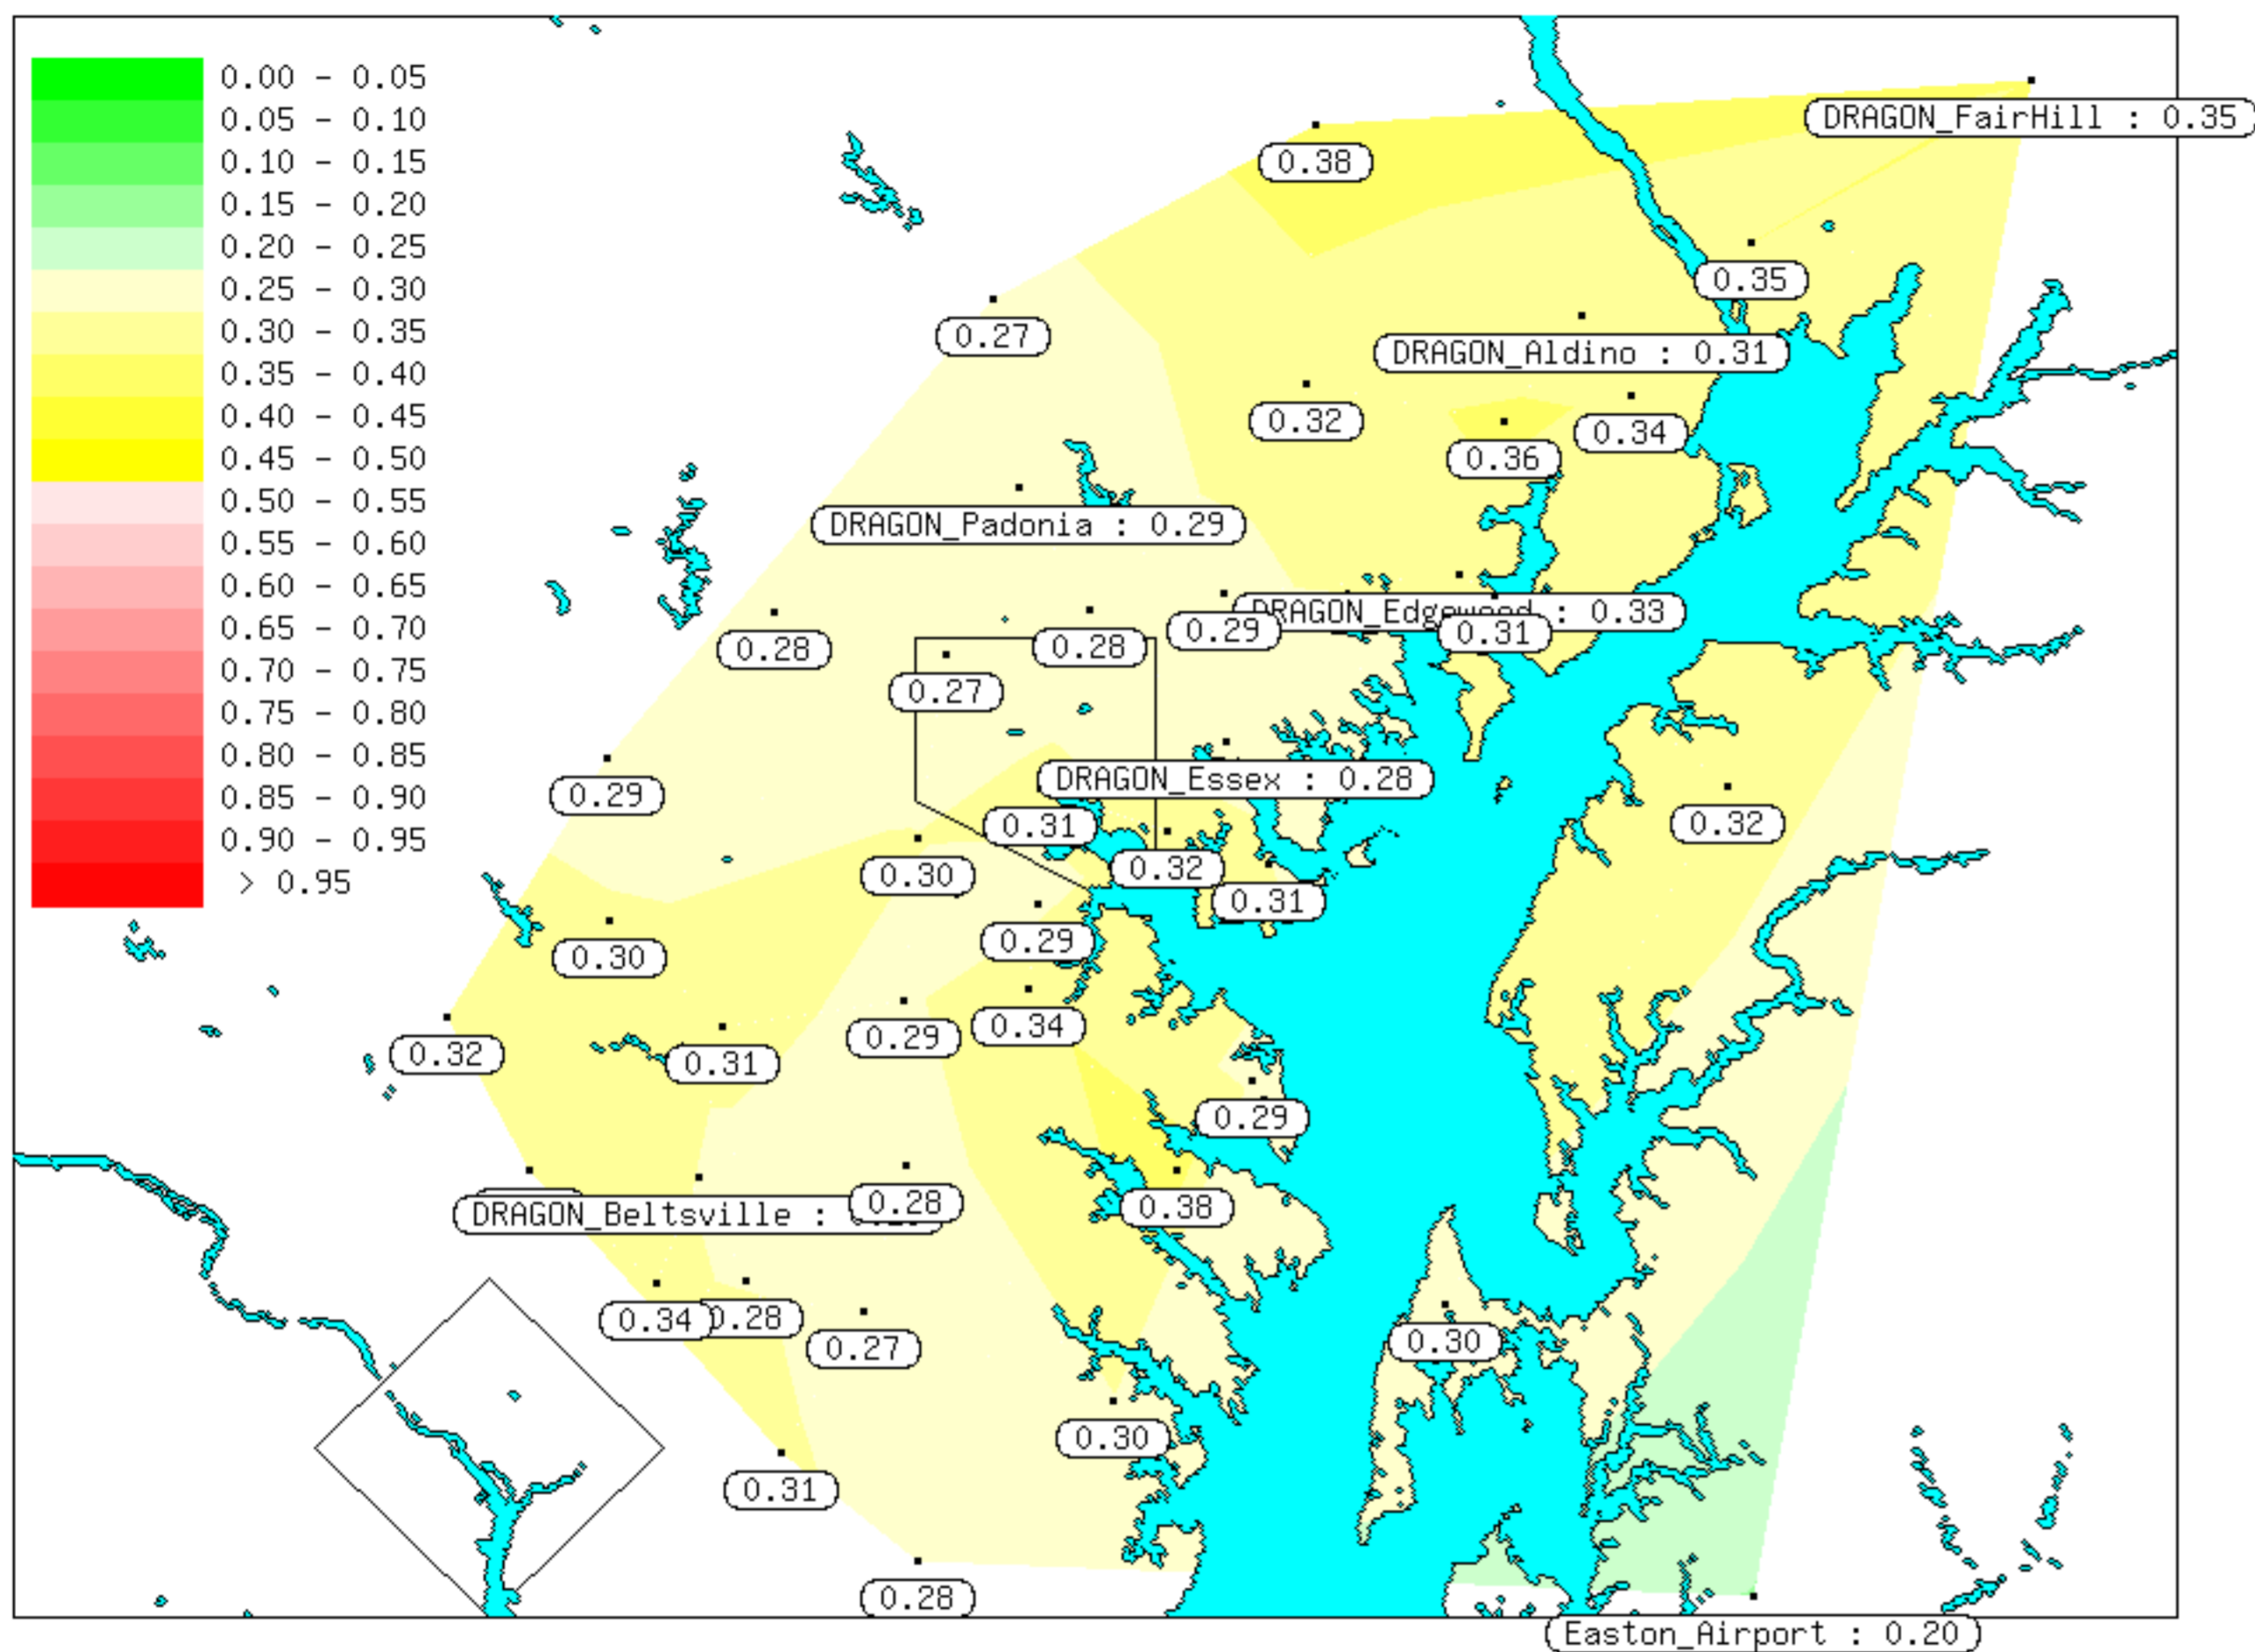 0.00 - 0.05
0.05 - 0.10
0.10 - 0.15
0.15 - 0.20
0.20 - 0.25
0.25 - 0.30
0.30 - 0.35
0.35 - 0.40
0.40 - 0.45
0.45 - 0.50
0.50 - 0.55
0.55 - 0.60
0.60 - 0.65
0.65 - 0.70
0.70 - 0.75
0.75 - 0.80
0.80 - 0.85
0.85 - 0.90
0.90 - 0.95
> 0.95
DRAGON_FairHill : 0.35
0.38
0.35
0.27
DRAGON_Aldino : 0.31
0.32
0.34
0.36
DRAGON_Padonia : 0.29
DRAGON_Edgewood : 0.33
0.29
0.31
0.28
0.28
0.27
DRAGON_Essex : 0.28
0.29
0.31
0.32
0.30
0.32
0.31
0.29
0.30
0.34
0.29
0.32
0.31
0.29
0.28
0.38
DRAGON_Beltsville :
0.34
0.28
0.27
0.30
0.30
0.31
0.28
Easton_Airport : 0.20